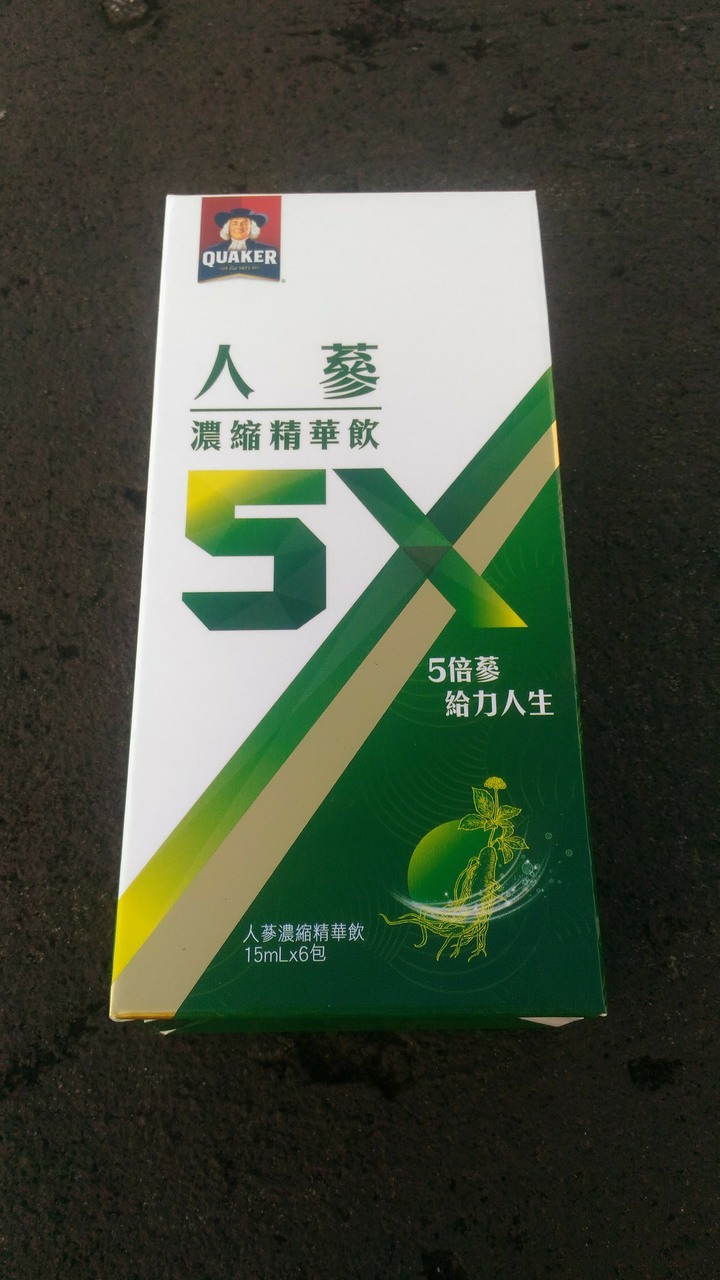 QUAKER
人蔘
濃縮精華飲
5X
5倍蔘
給力人生
人蔘濃縮精華飲
15mLx6包